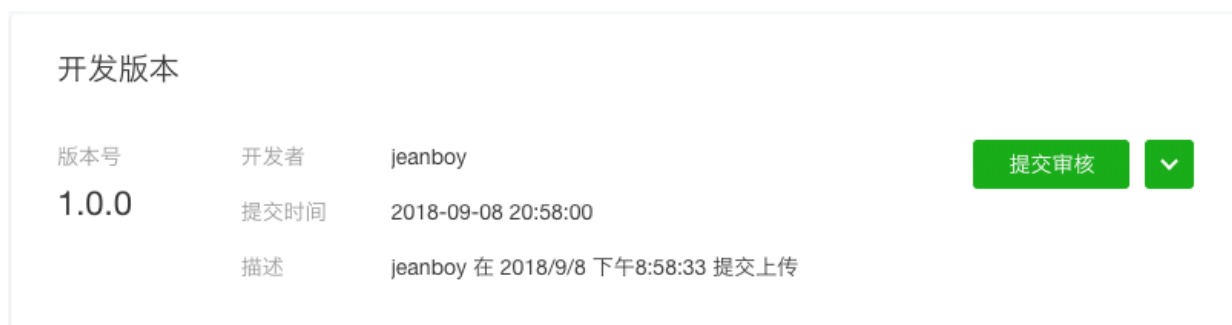 开发版本
版本号
1.0.0
开发者 jeanboy
提交时间 2018-09-08 20:58:00
描述 jeanboy 在 2018/9/8 下午8:58:33 提交上传
提交审核